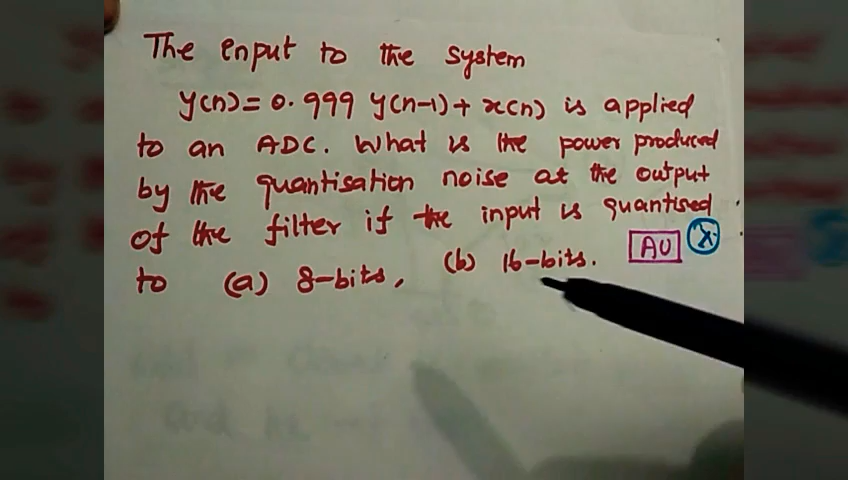 The input to the system
y(n) = 0.999 y(n-1) + x(n) is applied
to an ADC. What is the power produced
by the quantisation noise at the output
of the filter if the input is quantised
to (a) 8-bits, (b) 16-bits. AU